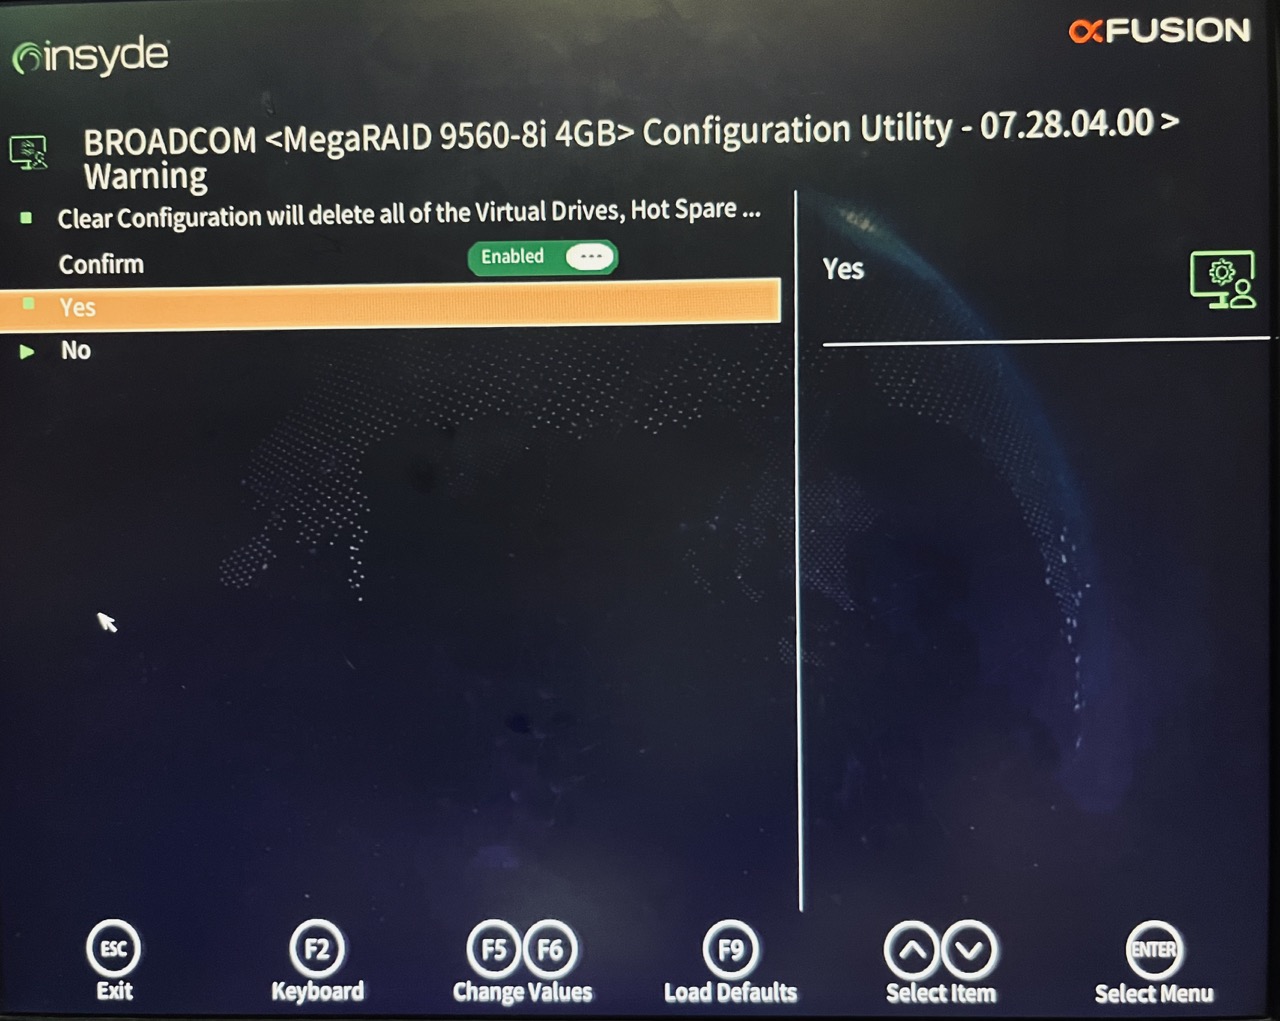 insyde
xFUSION
BROADCOM <MegaRAID 9560-8i 4GB> Configuration Utility - 07.28.04.00 >
Warning
Clear Configuration will delete all of the Virtual Drives, Hot Spare ...
Confirm
Enabled
Yes
No
Yes
ESC
Exit
F2
Keyboard
F5 F6
Change Values
F9
Load Defaults
Select Item
ENTER
Select Menu